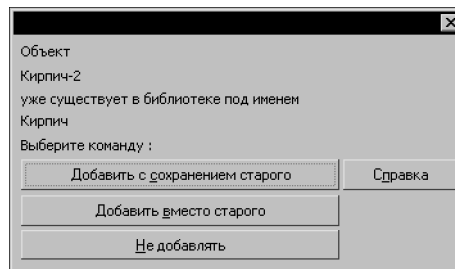 Объект
Кирпич-2
уже существует в библиотеке под именем
Кирпич
Выберите команду :
Добавить с сохранением старого
Справка
Добавить вместо старого
Не добавлять